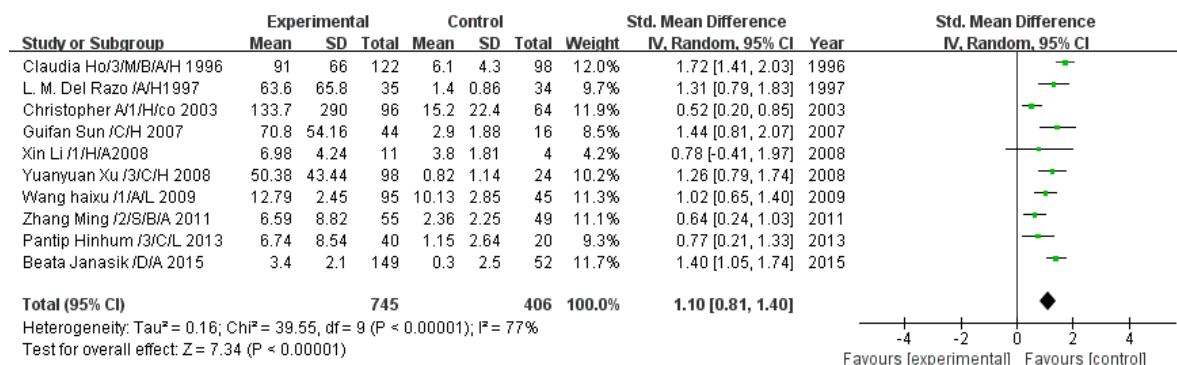 Experimental Control Std. Mean Difference Std. Mean Difference
Study or Subgroup Mean SD Total Mean SD Total Weight IV, Random, 95% CI Year IV, Random, 95% CI
Claudia Ho/3/M/B/A/H 1996 91 66 122 6.1 4.3 98 12.0% 1.72 [1.41, 2.03] 1996
L. M. Del Razo /A/H1997 63.6 65.8 35 1.4 0.86 34 9.7% 1.31 [0.79, 1.83] 1997
Christopher A/1/H/co 2003 133.7 290 96 15.2 22.4 64 11.9% 0.52 [0.20, 0.85] 2003
Guifan Sun /C/H 2007 70.8 54.16 44 2.9 1.88 16 8.5% 1.44 [0.81, 2.07] 2007
Xin Li /1/H/A2008 6.98 4.24 11 3.8 1.81 4 4.2% 0.78 [-0.41, 1.97] 2008
Yuanyuan Xu /3/C/H 2008 50.38 43.44 98 0.82 1.14 24 10.2% 1.26 [0.79, 1.74] 2008
Wang haixu /1/A/L 2009 12.79 2.45 95 10.13 2.85 45 11.3% 1.02 [0.65, 1.40] 2009
Zhang Ming /2/S/B/A 2011 6.59 8.82 55 2.36 2.25 49 11.1% 0.64 [0.24, 1.03] 2011
Pantip Hinhum /3/C/L 2013 6.74 8.54 40 1.15 2.64 20 9.3% 0.77 [0.21, 1.33] 2013
Beata Janasik /D/A 2015 3.4 2.1 149 0.3 2.5 52 11.7% 1.40 [1.05, 1.74] 2015
Total (95% CI) 745 406 100.0% 1.10 [0.81, 1.40]
Heterogeneity: Tau² = 0.16; Chi² = 39.55, df = 9 (P < 0.00001); I² = 77%
Test for overall effect: Z = 7.34 (P < 0.00001)
-4 -2 0 2 4
Favours [experimental] Favours [control]